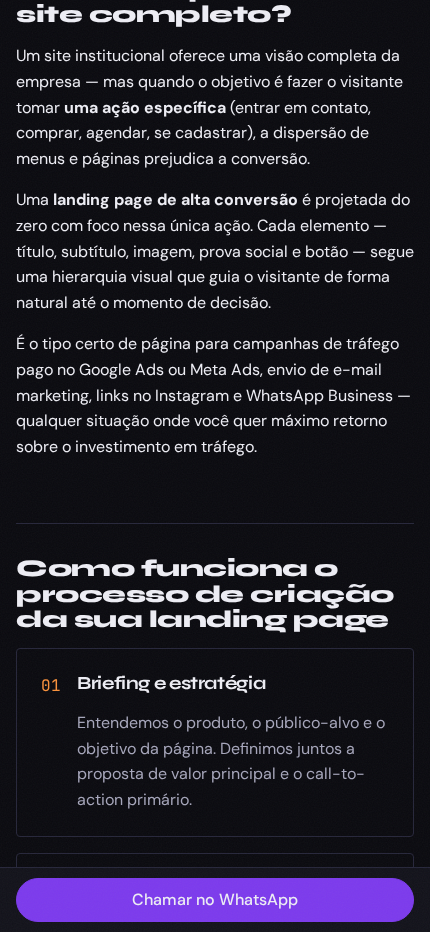 site completo?
Um site institucional oferece uma visão completa da
empresa — mas quando o objetivo é fazer o visitante
tomar uma ação específica (entrar em contato,
comprar, agendar, se cadastrar), a dispersão de
menus e páginas prejudica a conversão.
Uma landing page de alta conversão é projetada do
zero com foco nessa única ação. Cada elemento —
título, subtítulo, imagem, prova social e botão — segue
uma hierarquia visual que guia o visitante de forma
natural até o momento de decisão.
É o tipo certo de página para campanhas de tráfego
pago no Google Ads ou Meta Ads, envio de e-mail
marketing, links no Instagram e WhatsApp Business —
qualquer situação onde você quer máximo retorno
sobre o investimento em tráfego.
Como funciona o
processo de criação
da sua landing page
01 Briefing e estratégia
Entendemos o produto, o público-alvo e o
objetivo da página. Definimos juntos a
proposta de valor principal e o call-to-
action primário.
Chamar no WhatsApp